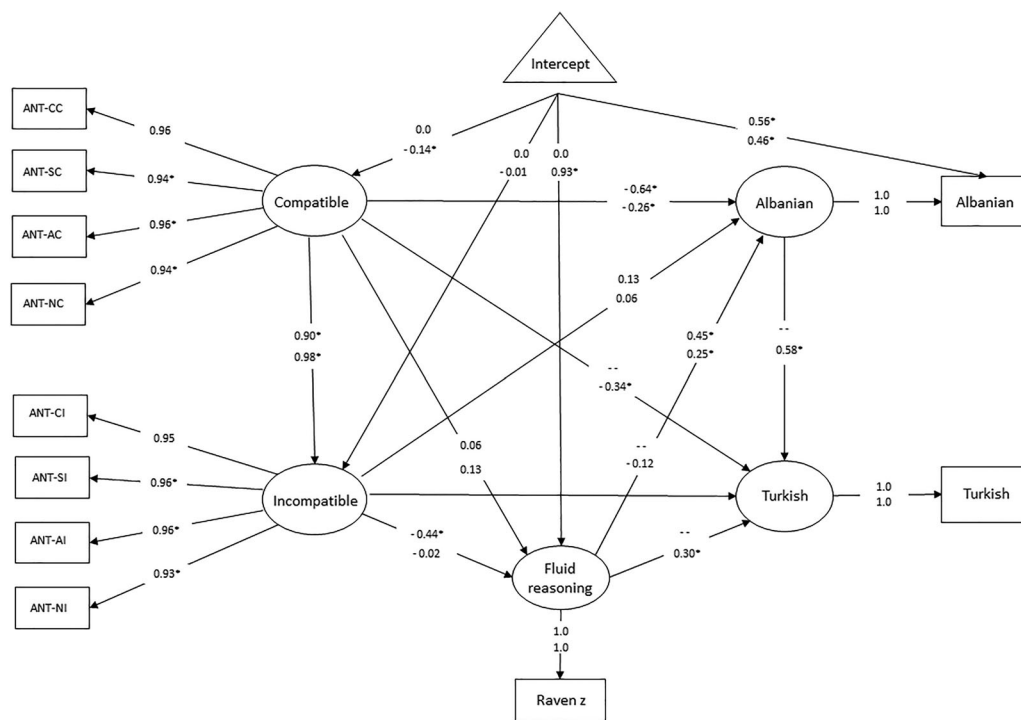 Intercept
ANT-CC
ANT-SC
ANT-AC
ANT-NC
0.96
0.94*
0.96*
0.94*
Compatible
0.0
-0.14*
0.0
-0.01
0.0
0.93*
0.56*
0.46*
-0.64*
-0.26*
Albanian
1.0
1.0
Albanian
0.90*
0.98*
0.13
0.06
0.45*
0.25*
--
0.58*
--
-0.34*
ANT-CI
ANT-SI
ANT-AI
ANT-NI
0.95
0.96*
0.96*
0.93*
Incompatible
0.06
0.13
--
-0.12
Turkish
1.0
1.0
Turkish
-0.44*
-0.02
Fluid
reasoning
--
0.30*
1.0
1.0
Raven z